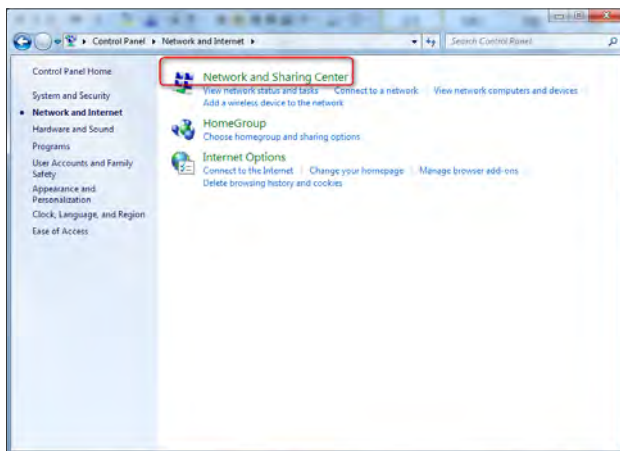 Control Panel ▸ Network and Internet ▸
Search Control Panel
Control Panel Home
System and Security
Network and Internet
Hardware and Sound
Programs
User Accounts and Family
Safety
Appearance and
Personalization
Clock, Language, and Region
Ease of Access
Network and Sharing Center
View network status and tasks | Connect to a network | View network computers and devices
Add a wireless device to the network
HomeGroup
Choose homegroup and sharing options
Internet Options
Connect to the Internet | Change your homepage | Manage browser add-ons
Delete browsing history and cookies